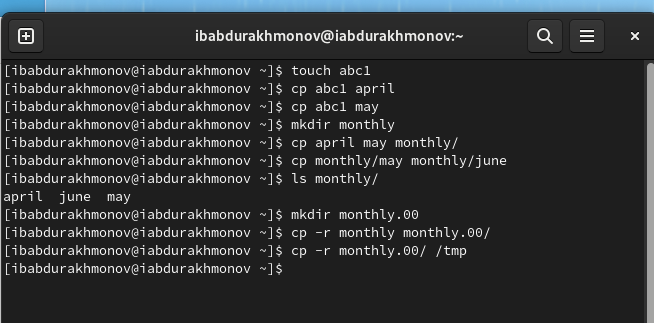 ibabdurakhmonov@iabdurakhmonov:~
[ibabdurakhmonov@iabdurakhmonov ~]$ touch abc1
[ibabdurakhmonov@iabdurakhmonov ~]$ cp abc1 april
[ibabdurakhmonov@iabdurakhmonov ~]$ cp abc1 may
[ibabdurakhmonov@iabdurakhmonov ~]$ mkdir monthly
[ibabdurakhmonov@iabdurakhmonov ~]$ cp april may monthly/
[ibabdurakhmonov@iabdurakhmonov ~]$ cp monthly/may monthly/june
[ibabdurakhmonov@iabdurakhmonov ~]$ ls monthly/
april  june  may
[ibabdurakhmonov@iabdurakhmonov ~]$ mkdir monthly.00
[ibabdurakhmonov@iabdurakhmonov ~]$ cp -r monthly monthly.00/
[ibabdurakhmonov@iabdurakhmonov ~]$ cp -r monthly.00/ /tmp
[ibabdurakhmonov@iabdurakhmonov ~]$